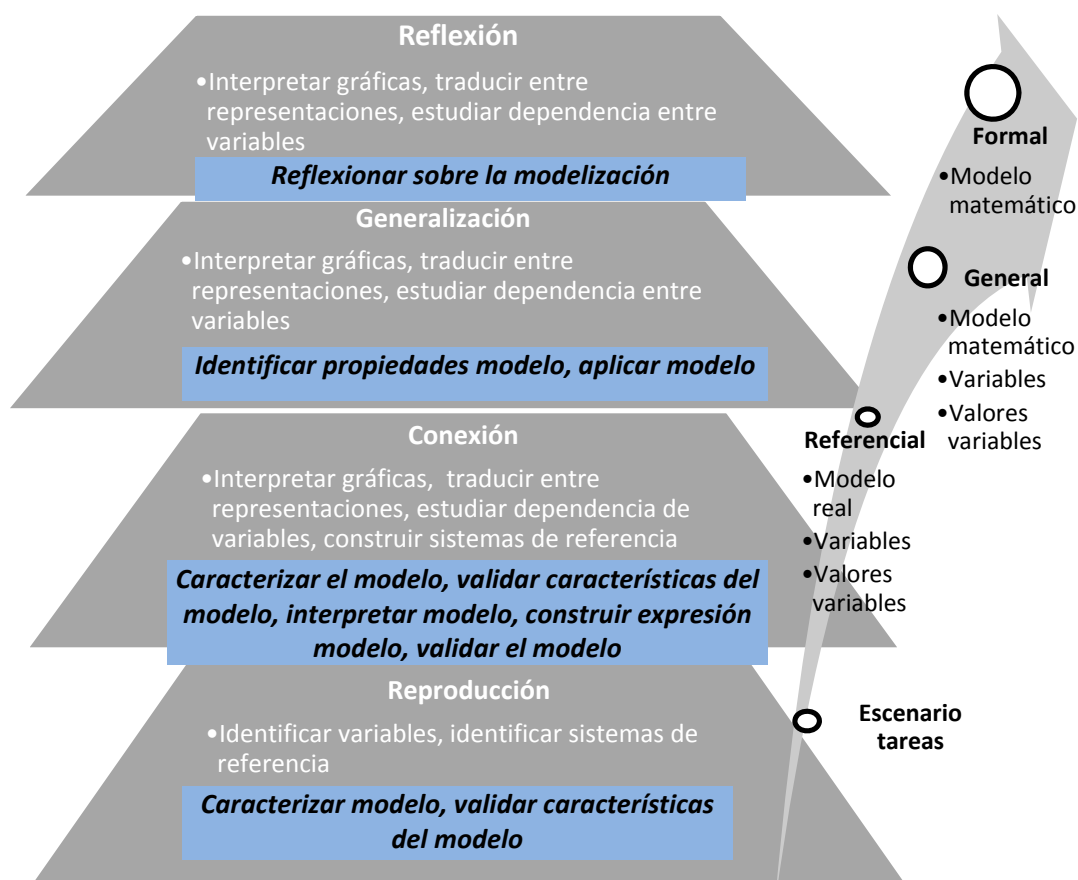 Reflexión
•Interpretar gráficas, traducir entre
representaciones, estudiar dependencia entre
variables
Reflexionar sobre la modelización
Generalización
•Interpretar gráficas, traducir entre
representaciones, estudiar dependencia entre
variables
Identificar propiedades modelo, aplicar modelo
Conexión
•Interpretar gráficas, traducir entre
representaciones, estudiar dependencia de
variables, construir sistemas de referencia
Caracterizar el modelo, validar características del
modelo, interpretar modelo, construir expresión
modelo, validar el modelo
Reproducción
•Identificar variables, identificar sistemas de
referencia
Caracterizar modelo, validar características
del modelo
Formal
•Modelo
matemático
General
•Modelo
matemático
•Variables
•Valores
variables
Referencial
•Modelo
real
•Variables
•Valores
variables
Escenario
tareas